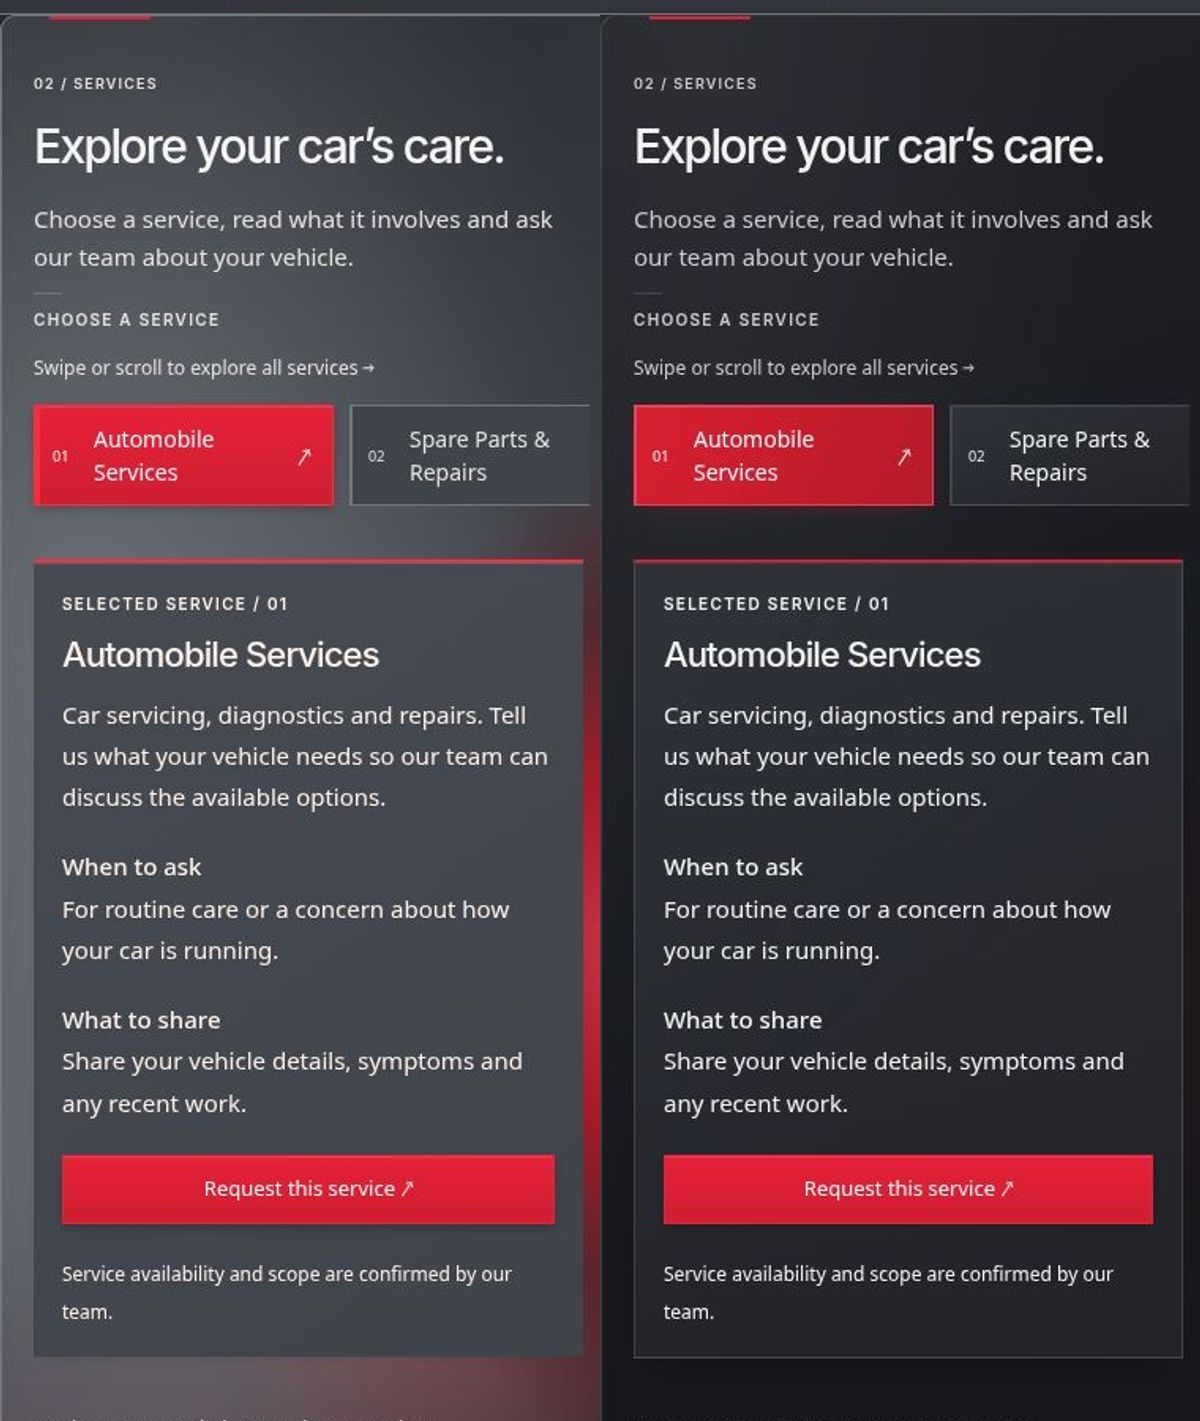 02 / SERVICES
Explore your car’s care.
Choose a service, read what it involves and ask
our team about your vehicle.
CHOOSE A SERVICE
Swipe or scroll to explore all services →
01 Automobile Services ↗
02 Spare Parts & Repairs
SELECTED SERVICE / 01
Automobile Services
Car servicing, diagnostics and repairs. Tell
us what your vehicle needs so our team can
discuss the available options.
When to ask
For routine care or a concern about how
your car is running.
What to share
Share your vehicle details, symptoms and
any recent work.
Request this service ↗
Service availability and scope are confirmed by our
team.
02 / SERVICES
Explore your car’s care.
Choose a service, read what it involves and ask
our team about your vehicle.
CHOOSE A SERVICE
Swipe or scroll to explore all services →
01 Automobile Services ↗
02 Spare Parts & Repairs
SELECTED SERVICE / 01
Automobile Services
Car servicing, diagnostics and repairs. Tell
us what your vehicle needs so our team can
discuss the available options.
When to ask
For routine care or a concern about how
your car is running.
What to share
Share your vehicle details, symptoms and
any recent work.
Request this service ↗
Service availability and scope are confirmed by our
team.